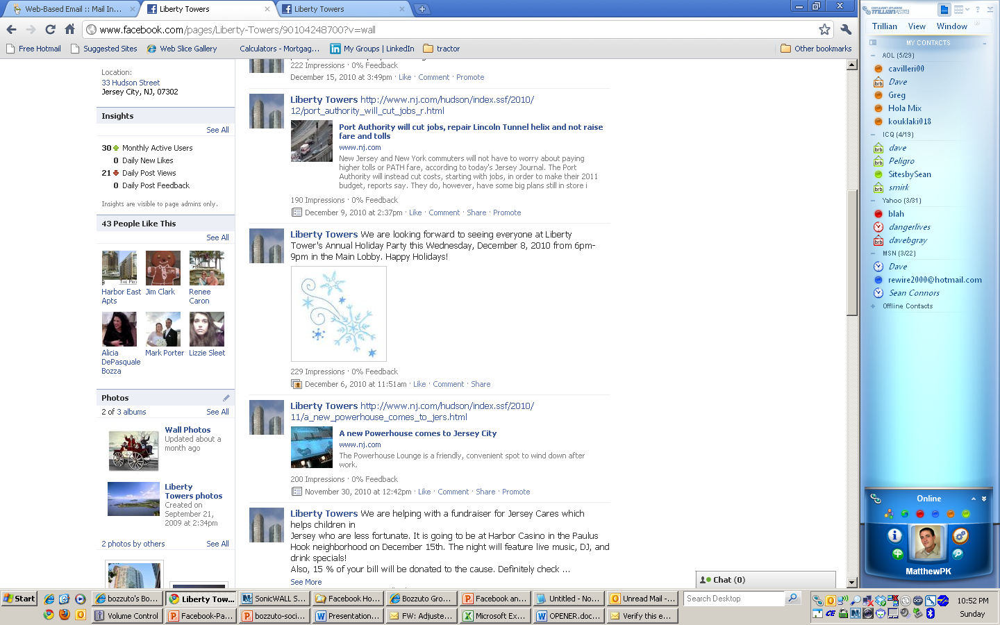 Web-Based Email :: Mail In...
Liberty Towers
Liberty Towers
www.facebook.com/pages/Liberty-Towers/90104248700?v=wall
Free Hotmail
Suggested Sites
Web Slice Gallery
Calculators - Mortgag...
My Groups | LinkedIn
tractor
Other bookmarks
Location:
33 Hudson Street
Jersey City, NJ, 07302
Insights
See All
30 Monthly Active Users
0 Daily New Likes
21 Daily Post Views
0 Daily Post Feedback
Insights are visible to page admins only.
43 People Like This
See All
Harbor East
Apts
Jim Clark
Renee
Caron
Alicia
DePasquale
Bozza
Mark Porter
Lizzie Sleet
Photos
2 of 3 albums
See All
Wall Photos
Updated about a
month ago
Liberty
Towers photos
Created on
September 21,
2009 at 2:34pm
2 photos by others
See All
222 Impressions · 0% Feedback
December 15, 2010 at 3:49pm · Like · Comment · Promote
Liberty Towers http://www.nj.com/hudson/index.ssf/2010/
12/port_authority_will_cut_jobs_r.html
Port Authority will cut jobs, repair Lincoln Tunnel helix and not raise
fare and tolls
www.nj.com
New Jersey and New York commuters will not have to worry about paying
higher tolls or PATH fare, according to today's Jersey Journal. The Port
Authority will instead cut costs, starting with jobs, in order to make their 2011
budget, reports say. They do, however, have some big plans still in store i
190 Impressions · 0% Feedback
December 9, 2010 at 2:37pm · Like · Comment · Share · Promote
Liberty Towers We are looking forward to seeing everyone at Liberty
Tower's Annual Holiday Party this Wednesday, December 8, 2010 from 6pm-
9pm in the Main Lobby. Happy Holidays!
229 Impressions · 0% Feedback
December 6, 2010 at 11:51am · Like · Comment · Share
Liberty Towers http://www.nj.com/hudson/index.ssf/2010/
11/a_new_powerhouse_comes_to_jers.html
A new Powerhouse comes to Jersey City
www.nj.com
The Powerhouse Lounge is a friendly, convenient spot to wind down after
work.
200 Impressions · 0% Feedback
November 30, 2010 at 12:42pm · Like · Comment · Share · Promote
Liberty Towers We are helping with a fundraiser for Jersey Cares which
helps children in
Jersey who are less fortunate. It is going to be at Harbor Casino in the Paulus
Hook neighborhood on December 15th. The night will feature live music, DJ, and
drink specials!
Also, 15 % of your bill will be donated to the cause. Definitely check ...
See More
Chat (0)
TRILLIAN ASTRA
Trillian
View
Window
MY CONTACTS
AOL (5/29)
cavilleri00
Dave
Greg
Hola Mix
kouklaki018
ICQ (4/19)
dave
Peligro
SitesbySean
smirk
Yahoo (3/31)
blah
dangerlives
davebgray
MSN (3/22)
Dave
rewire2000@hotmail.com
Sean Connors
Offline Contacts
Online
MatthewPK
Start
bozzuto's Bo...
Liberty Tow...
SonicWALL S...
Facebook Ho...
Bozzuto Gro...
Facebook an...
Untitled - No...
Unread Mail -...
Search Desktop
10:52 PM
Volume Control
Facebook-Pa...
bozzuto-soci...
Presentation...
FW: Adjuste...
Microsoft Ex...
OPENER.doc...
Verify this e...
Sunday